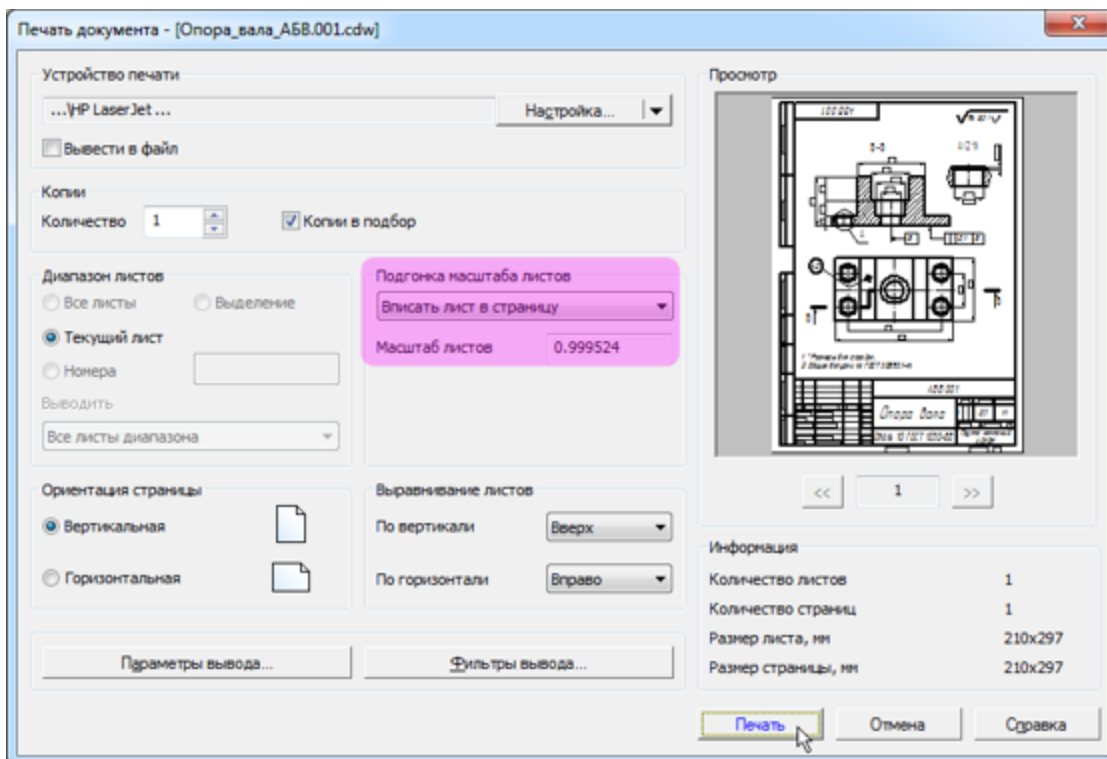 Печать документа - [Опора_вала_АБВ.001.cdw]
Устройство печати
...\HP LaserJet ...
Настройка...
Вывести в файл
Копии
Количество 1 Копии в подбор
Диапазон листов
Все листы Выделение
Текущий лист
Номера
Выводить
Все листы диапазона
Подгонка масштаба листов
Вписать лист в страницу
Масштаб листов 0.999524
Ориентация страницы
Вертикальная
Горизонтальная
Выравнивание листов
По вертикали Вверх
По горизонтали Вправо
Параметры вывода... Фильтры вывода...
Просмотр
Б-Б
АБВ.001
Опора вала
<< 1 >>
Информация
Количество листов 1
Количество страниц 1
Размер листа, мм 210x297
Размер страницы, мм 210x297
Печать Отмена Справка